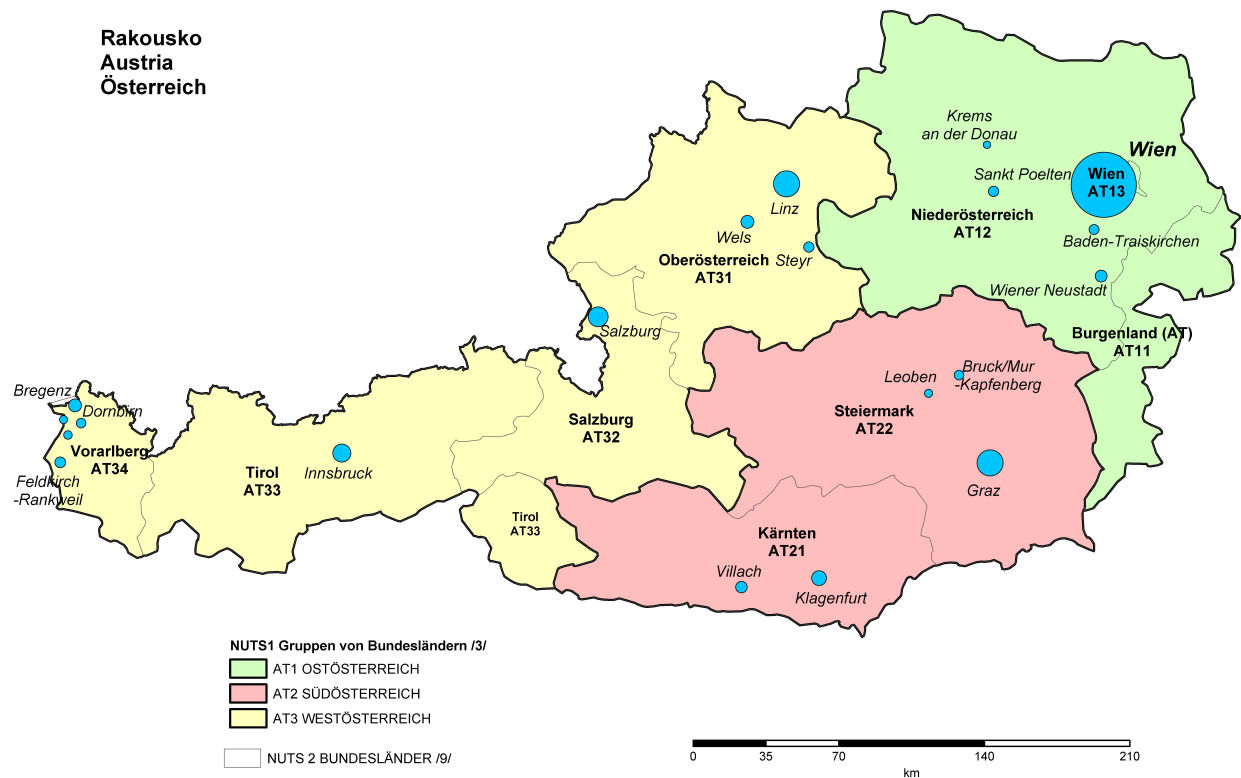 Rakousko
Austria
Österreich
Krems
an der Donau
Wien
Sankt Poelten
Wien
AT13
Niederösterreich
AT12
Baden-Traiskirchen
Wiener Neustadt
Linz
Wels
Steyr
Oberösterreich
AT31
Salzburg
Burgenland (AT)
AT11
Bruck/Mur
-Kapfenberg
Leoben
Steiermark
AT22
Graz
Bregenz
Dornbirn
Vorarlberg
AT34
Feldkirch
-Rankweil
Tirol
AT33
Innsbruck
Salzburg
AT32
Tirol
AT33
Kärnten
AT21
Villach
Klagenfurt
NUTS1 Gruppen von Bundesländern /3/
AT1 OSTÖSTERREICH
AT2 SÜDÖSTERREICH
AT3 WESTÖSTERREICH
NUTS 2 BUNDESLÄNDER /9/
0 35 70 140 210
km